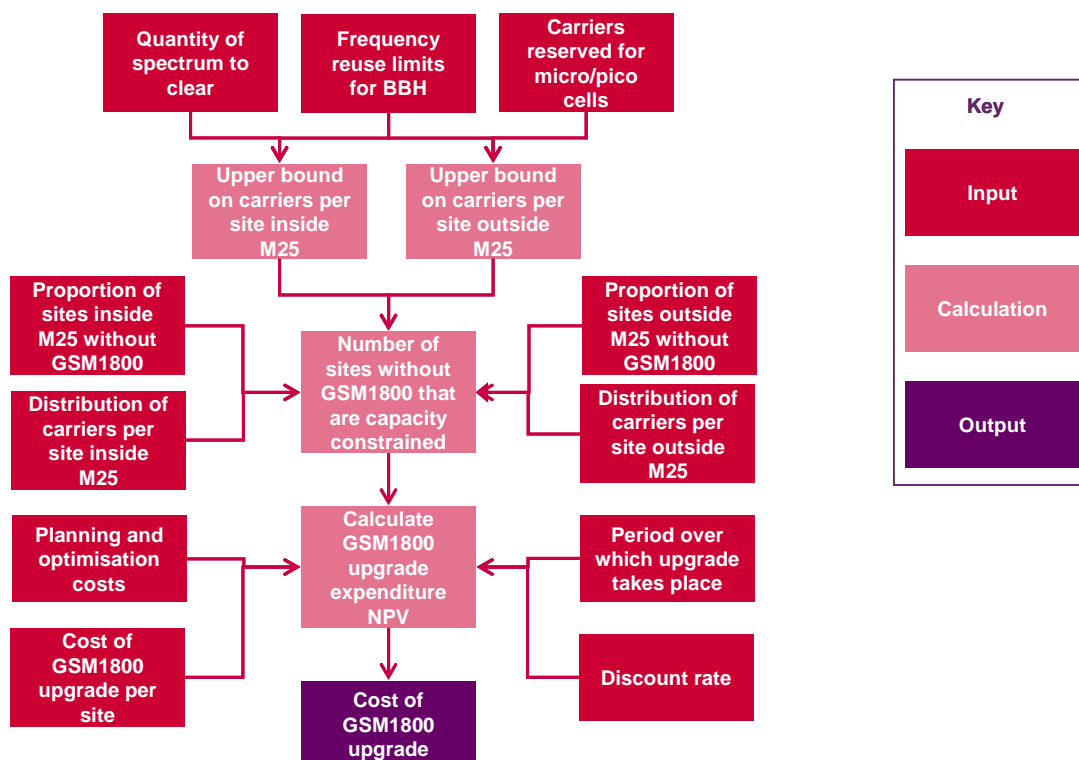 Quantity of
spectrum to
clear
Frequency
reuse limits
for BBH
Carriers
reserved for
micro/pico
cells
Key
Input
Calculation
Output
Upper bound
on carriers per
site inside
M25
Upper bound
on carriers per
site outside
M25
Proportion of
sites inside
M25 without
GSM1800
Distribution of
carriers per
site inside
M25
Number of
sites without
GSM1800 that
are capacity
constrained
Proportion of
sites outside
M25 without
GSM1800
Distribution of
carriers per
site outside
M25
Planning and
optimisation
costs
Cost of
GSM1800
upgrade per
site
Calculate
GSM1800
upgrade
expenditure
NPV
Period over
which upgrade
takes place
Discount rate
Cost of
GSM1800
upgrade